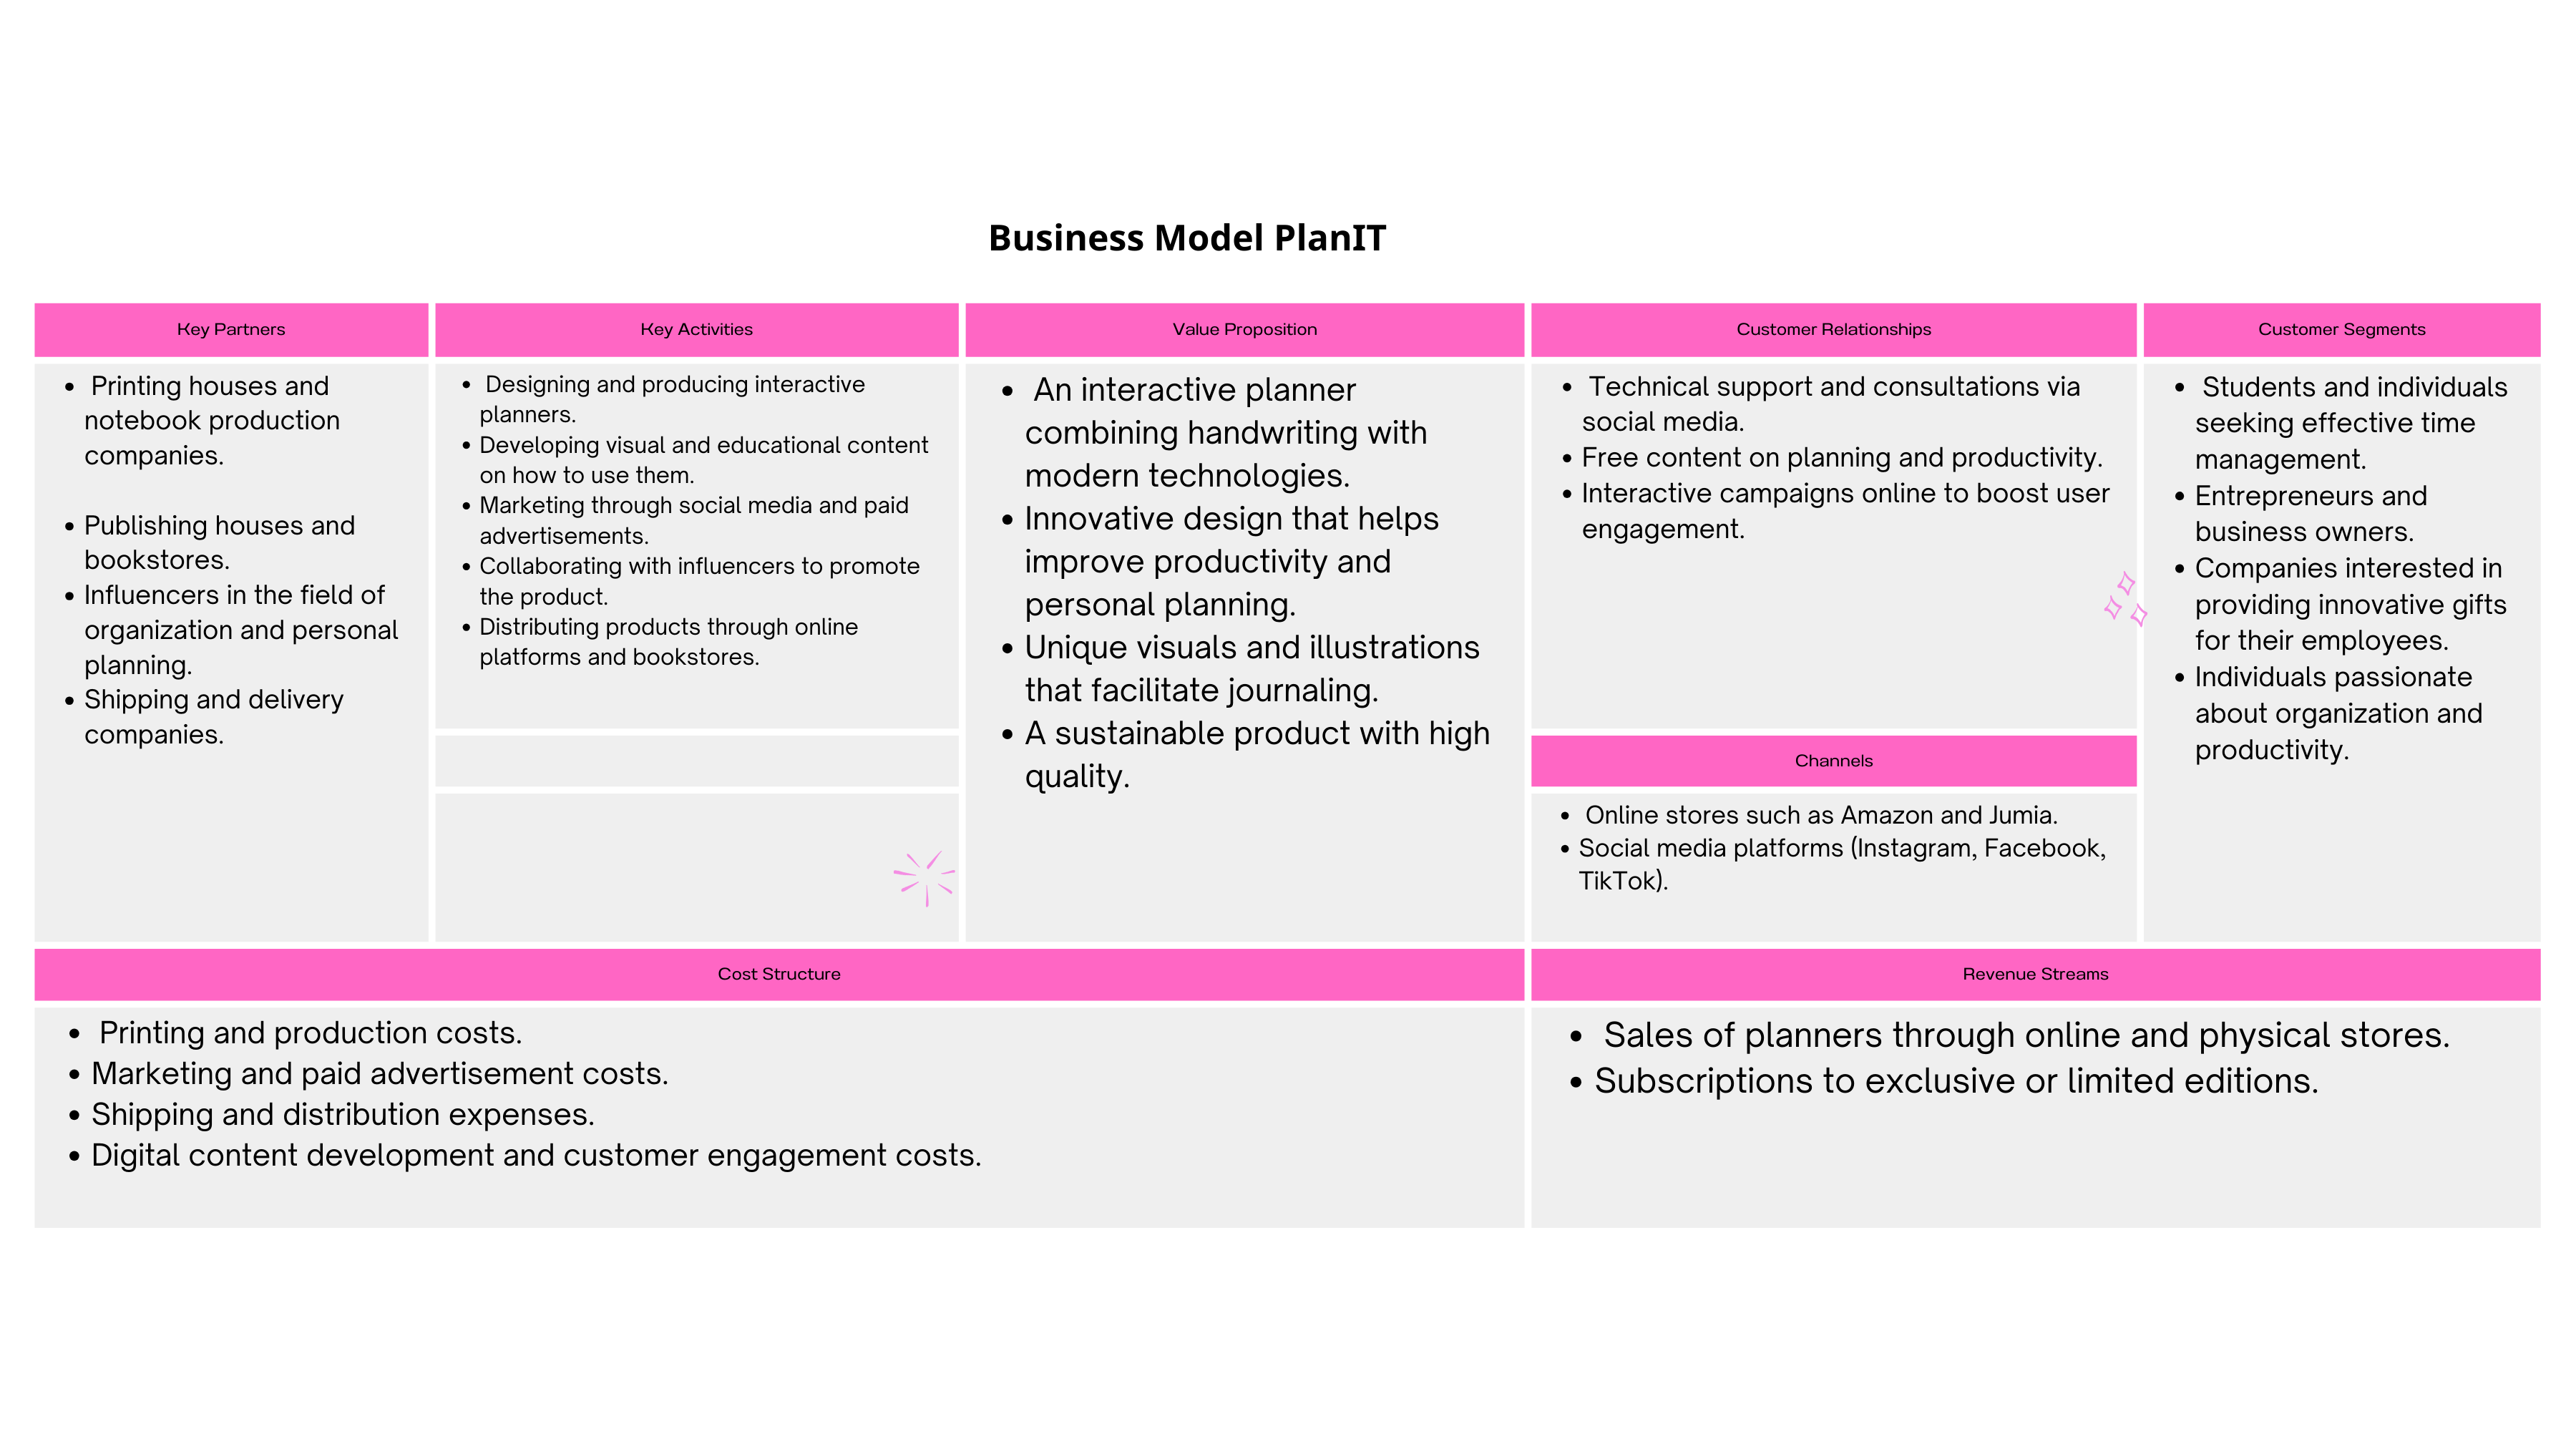 Business Model PlanIT
Key Partners
• Printing houses and
notebook production
companies.
• Publishing houses and
bookstores.
• Influencers in the field of
organization and personal
planning.
• Shipping and delivery
companies.
Key Activities
• Designing and producing interactive
planners.
• Developing visual and educational content
on how to use them.
• Marketing through social media and paid
advertisements.
• Collaborating with influencers to promote
the product.
• Distributing products through online
platforms and bookstores.
Value Proposition
• An interactive planner
combining handwriting with
modern technologies.
• Innovative design that helps
improve productivity and
personal planning.
• Unique visuals and illustrations
that facilitate journaling.
• A sustainable product with high
quality.
Customer Relationships
• Technical support and consultations via
social media.
• Free content on planning and productivity.
• Interactive campaigns online to boost user
engagement.
Channels
• Online stores such as Amazon and Jumia.
• Social media platforms (Instagram, Facebook,
TikTok).
Customer Segments
• Students and individuals
seeking effective time
management.
• Entrepreneurs and
business owners.
• Companies interested in
providing innovative gifts
for their employees.
• Individuals passionate
about organization and
productivity.
Cost Structure
• Printing and production costs.
• Marketing and paid advertisement costs.
• Shipping and distribution expenses.
• Digital content development and customer engagement costs.
Revenue Streams
• Sales of planners through online and physical stores.
• Subscriptions to exclusive or limited editions.